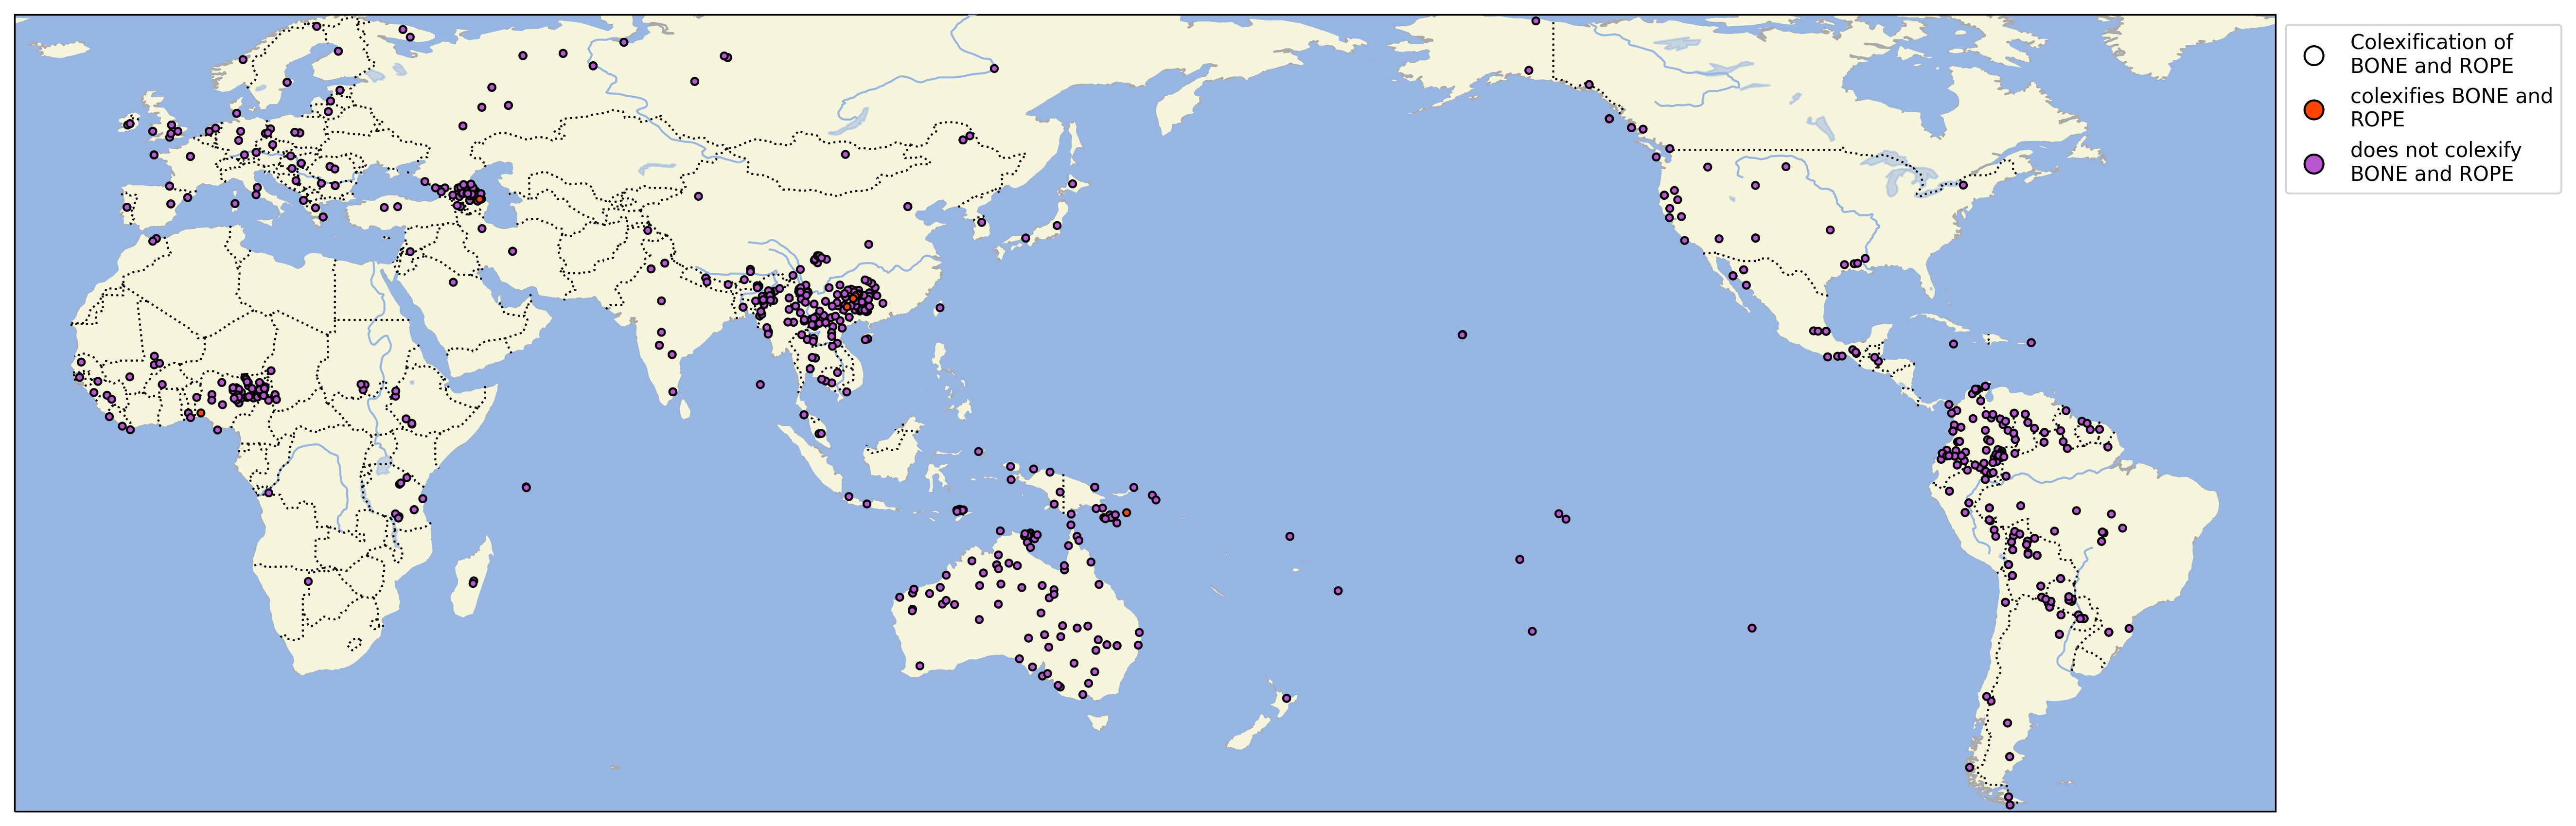 Colexification of
BONE and ROPE
colexifies BONE and
ROPE
does not colexify
BONE and ROPE